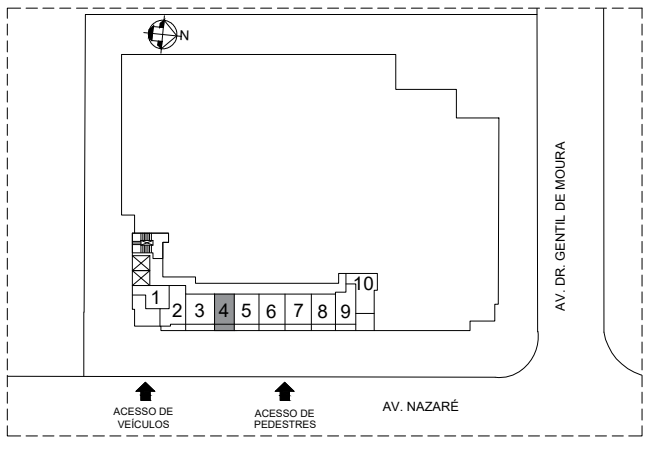 N
AV. DR. GENTIL DE MOURA
10
1
2
3
4
5
6
7
8
9
ACESSO DE
VEÍCULOS
ACESSO DE
PEDESTRES
AV. NAZARÉ